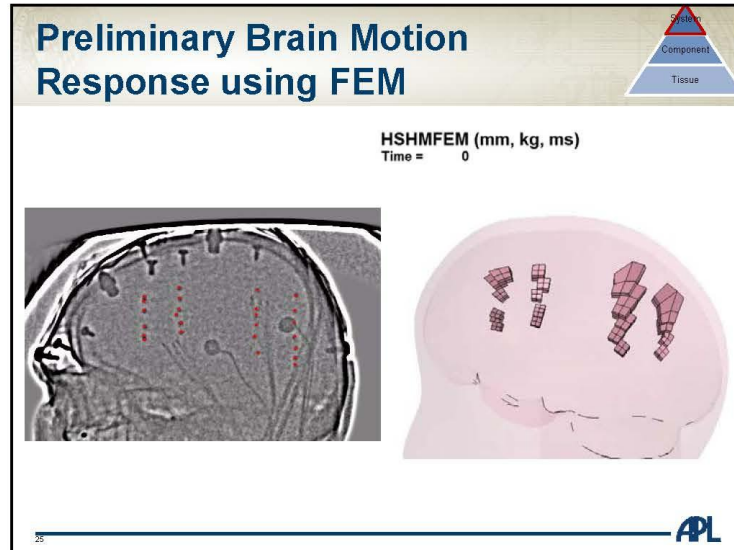 Preliminary Brain Motion
Response using FEM
System
Component
Tissue
HSHMFEM (mm, kg, ms)
Time = 0
25
APL